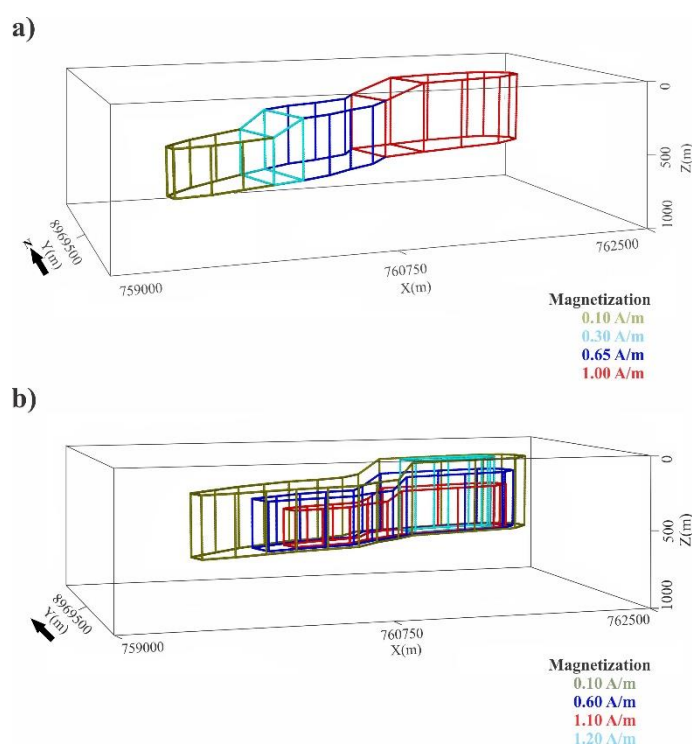 a)
0
500
Z(m)
1000
8969500
Y(m)
N
759000
760750
762500
X(m)
Magnetization
0.10 A/m
0.30 A/m
0.65 A/m
1.00 A/m
b)
0
500
Z(m)
1000
8969500
Y(m)
759000
760750
762500
X(m)
Magnetization
0.10 A/m
0.60 A/m
1.10 A/m
1.20 A/m